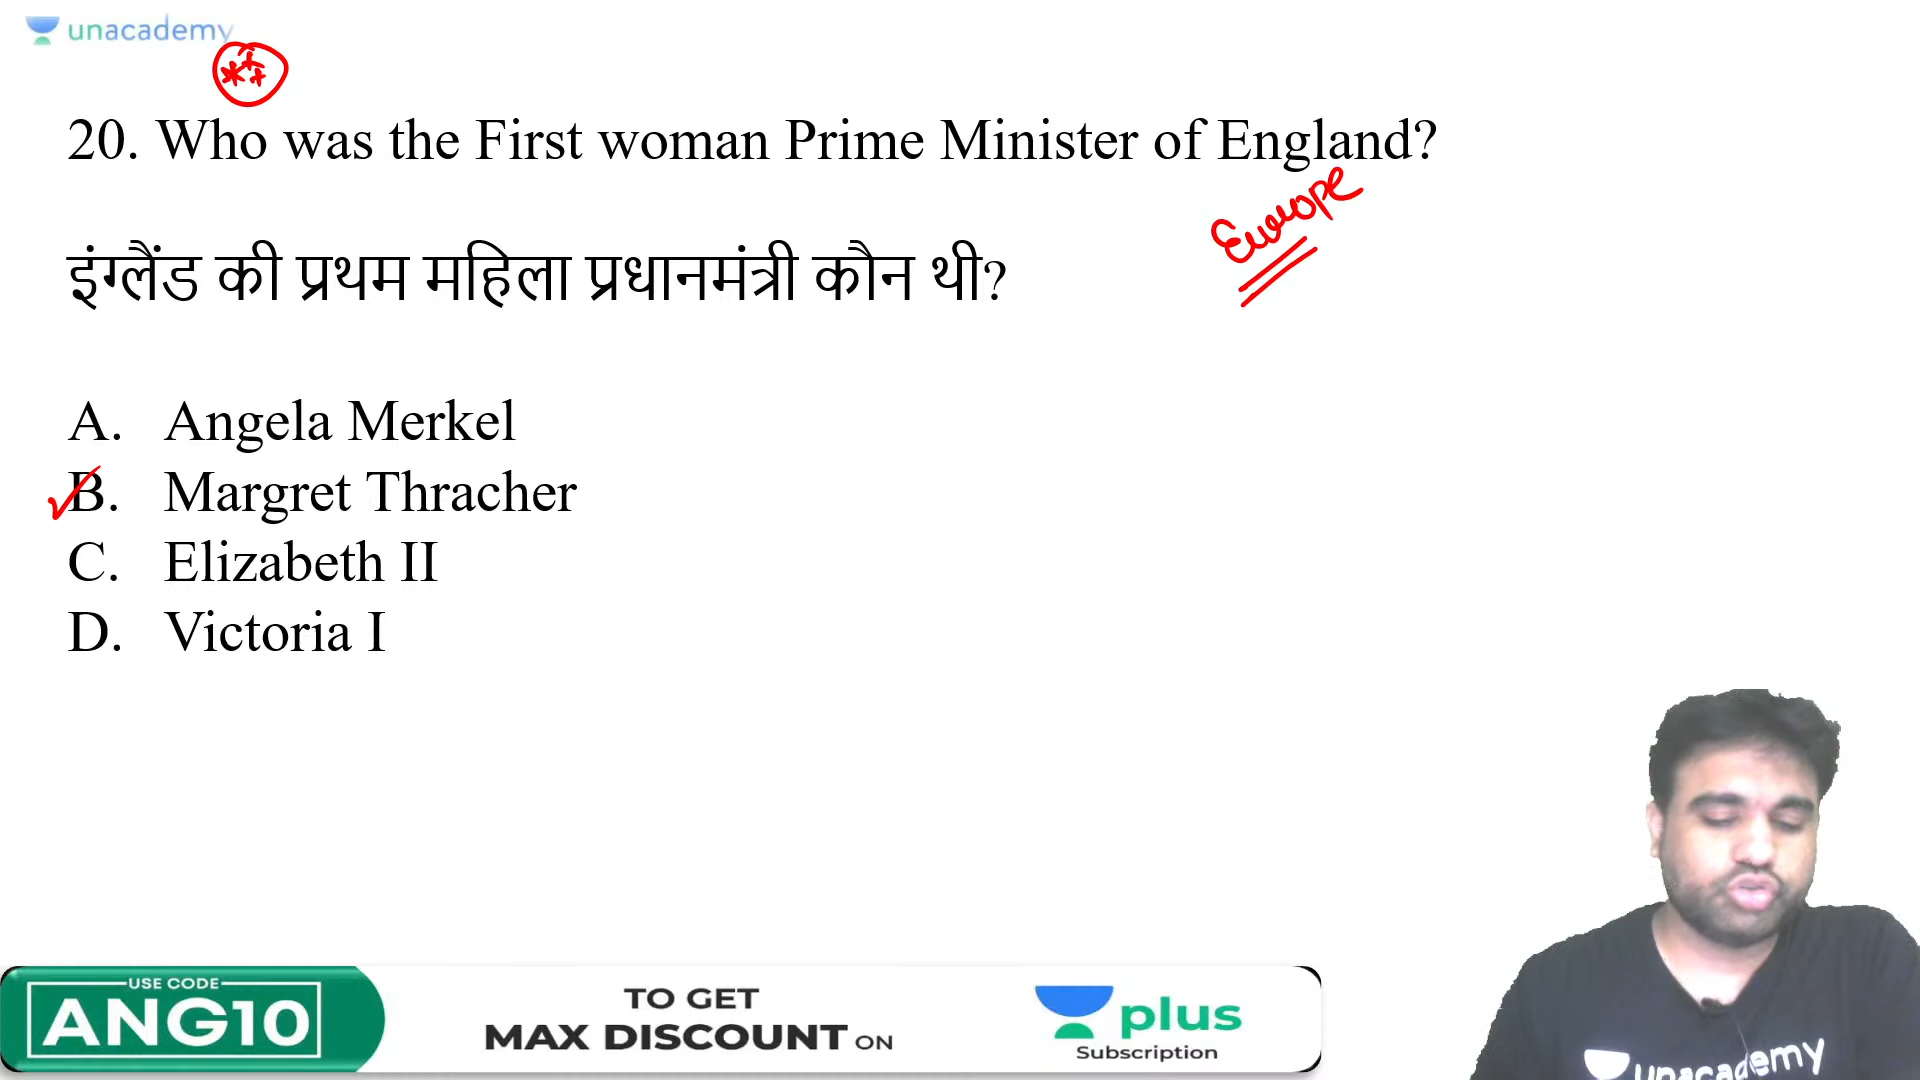 unacademy
20. Who was the First woman Prime Minister of England?
Europe
इंग्लैंड की प्रथम महिला प्रधानमंत्री कौन थी?
A. Angela Merkel
B. Margret Thracher
C. Elizabeth II
D. Victoria I
USE CODE
ANG10
TO GET
MAX DISCOUNT ON
plus
Subscription
unacademy